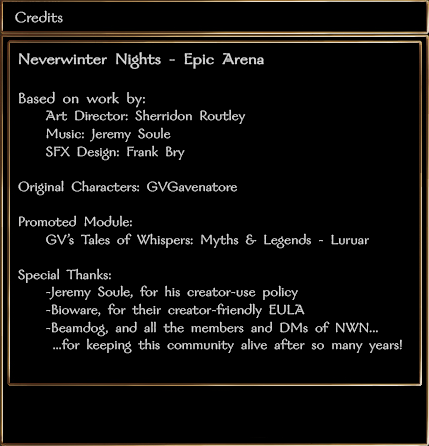 Credits
Neverwinter Nights - Epic Arena
Based on work by:
Art Director: Sherridon Routley
Music: Jeremy Soule
SFX Design: Frank Bry
Original Characters: GVGavenatore
Promoted Module:
GV's Tales of Whispers: Myths & Legends - Luruar
Special Thanks:
-Jeremy Soule, for his creator-use policy
-Bioware, for their creator-friendly EULA
-Beamdog, and all the members and DMs of NWN...
...for keeping this community alive after so many years!